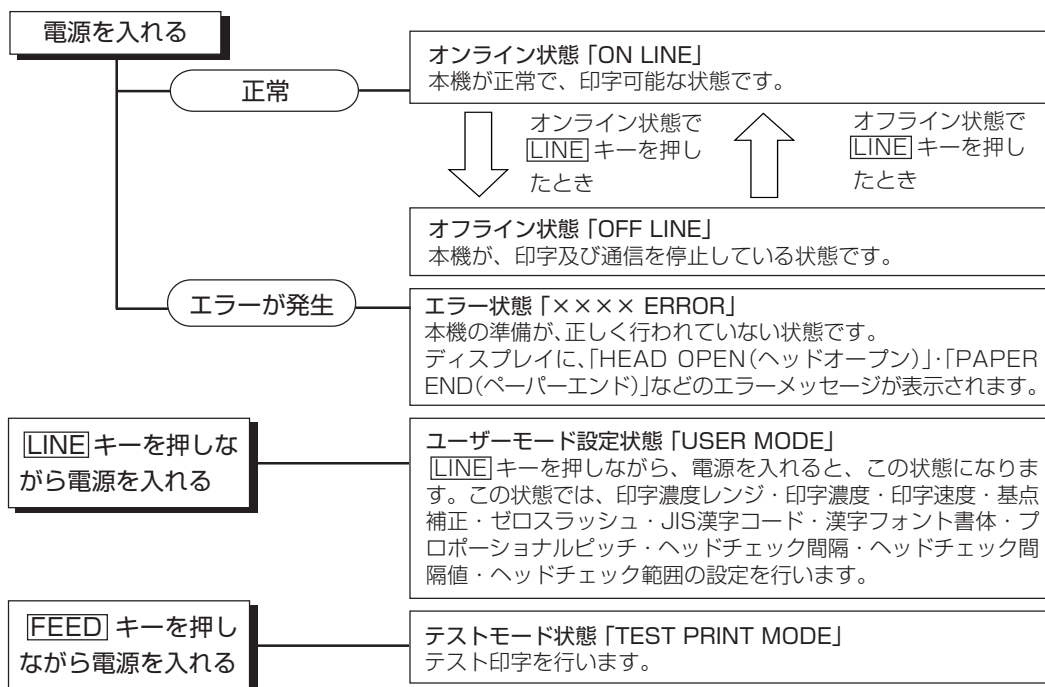 電源を入れる
正常
オンライン状態「ON LINE」
本機が正常で、印字可能な状態です。
オンライン状態で
LINE キーを押し
たとき
オフライン状態で
LINE キーを押し
たとき
オフライン状態「OFF LINE」
本機が、印字及び通信を停止している状態です。
エラーが発生
エラー状態「×××× ERROR」
本機の準備が、正しく行われていない状態です。
ディスプレイに、「HEAD OPEN(ヘッドオープン)」・「PAPER
END(ペーパーエンド)」などのエラーメッセージが表示されます。
LINE キーを押しな
がら電源を入れる
ユーザーモード設定状態「USER MODE」
LINE キーを押しながら、電源を入れると、この状態になりま
す。この状態では、印字濃度レンジ・印字濃度・印字速度・基点
補正・ゼロスラッシュ・JIS漢字コード・漢字フォント書体・プ
ロポーショナルピッチ・ヘッドチェック間隔・ヘッドチェック間
隔値・ヘッドチェック範囲の設定を行います。
FEED キーを押し
ながら電源を入れる
テストモード状態「TEST PRINT MODE」
テスト印字を行います。